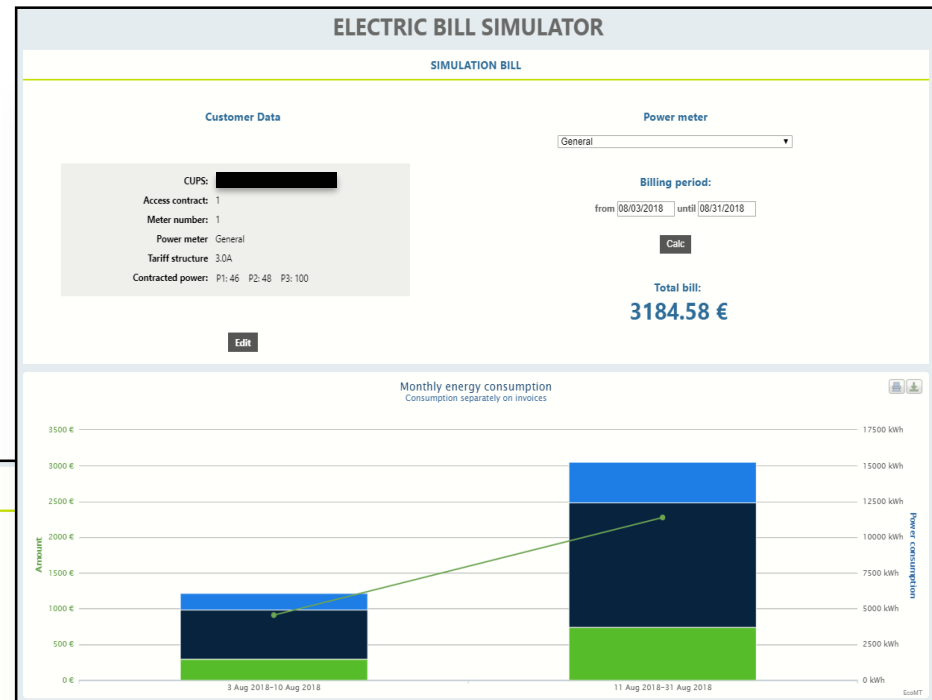 ELECTRIC BILL SIMULATOR
SIMULATION BILL
Customer Data
CUPS:
Access contract: 1
Meter number: 1
Power meter General
Tariff structure 3.0A
Contracted power: P1: 46 P2: 48 P3: 100
Edit
Power meter
General
Billing period:
from 08/03/2018 until 08/31/2018
Calc
Total bill:
3184.58 €
Monthly energy consumption
Consumption separately on invoices
3500 €
3000 €
2500 €
2000 €
1500 €
1000 €
500 €
0 €
Amount
17500 kWh
15000 kWh
12500 kWh
10000 kWh
7500 kWh
5000 kWh
2500 kWh
0 kWh
Power consumption
3 Aug 2018-10 Aug 2018
11 Aug 2018-31 Aug 2018
EcoMT